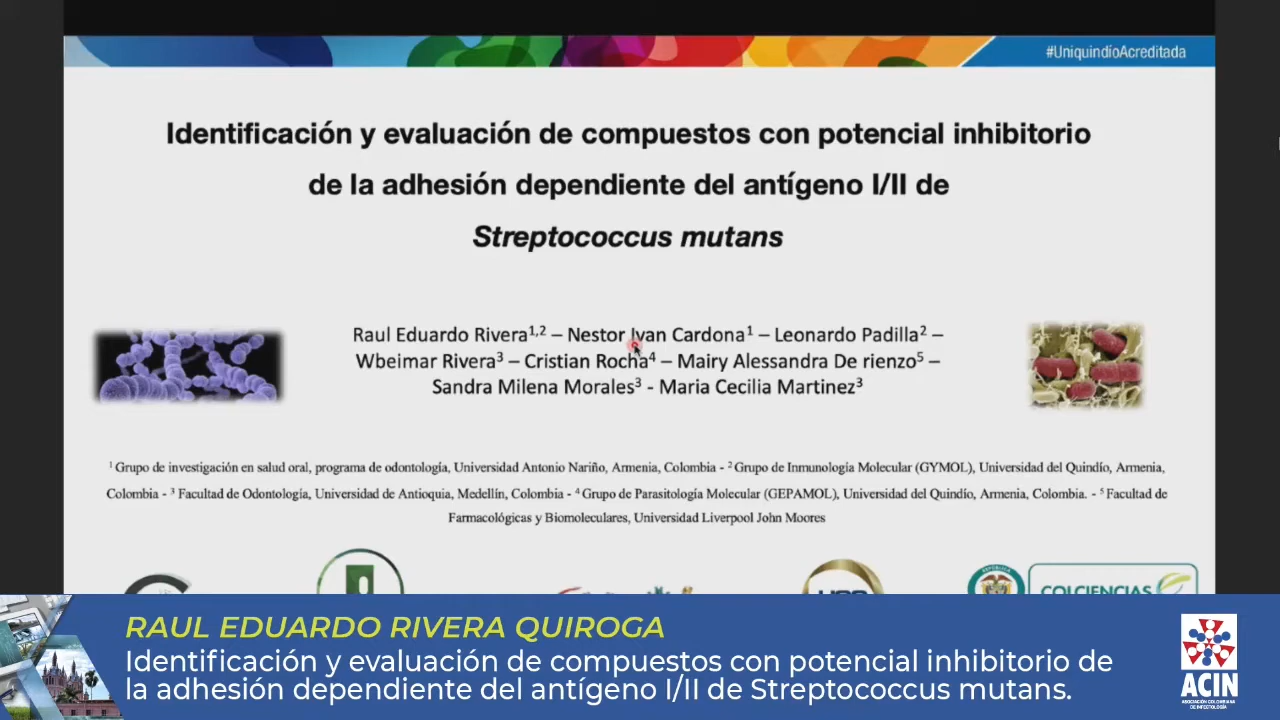 #UniquindíoAcreditada
Identificación y evaluación de compuestos con potencial inhibitorio
de la adhesión dependiente del antígeno I/II de
Streptococcus mutans
Raul Eduardo Rivera1,2 – Nestor Ivan Cardona1 – Leonardo Padilla2 –
Wbeimar Rivera3 – Cristian Rocha4 – Mairy Alessandra De rienzo5 –
Sandra Milena Morales3 - Maria Cecilia Martinez3
1 Grupo de investigación en salud oral, programa de odontología, Universidad Antonio Nariño, Armenia, Colombia - 2 Grupo de Inmunología Molecular (GYMOL), Universidad del Quindío, Armenia,
Colombia - 3 Facultad de Odontología, Universidad de Antioquia, Medellín, Colombia - 4 Grupo de Parasitología Molecular (GEPAMOL), Universidad del Quindío, Armenia, Colombia. - 5 Facultad de
Farmacológicas y Biomoleculares, Universidad Liverpool John Moores
COLCIENCIAS
RAUL EDUARDO RIVERA QUIROGA
Identificación y evaluación de compuestos con potencial inhibitorio de
la adhesión dependiente del antígeno I/II de Streptococcus mutans.
ACIN
ASOCIACIÓN COLOMBIANA
DE INFECTOLOGÍA